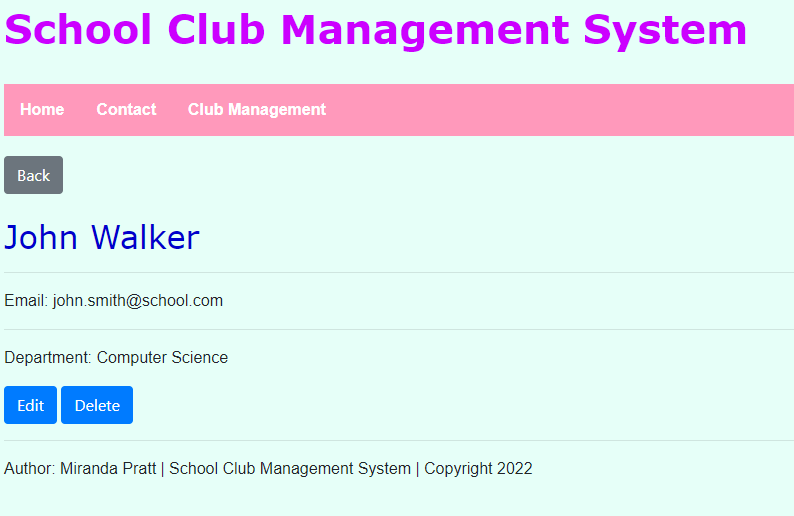 School Club Management System
Home Contact Club Management
Back
John Walker
Email: john.smith@school.com
Department: Computer Science
Edit Delete
Author: Miranda Pratt | School Club Management System | Copyright 2022